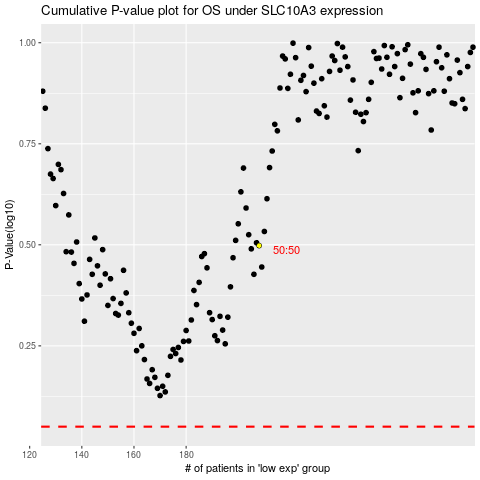 Cumulative P-value plot for OS under SLC10A3 expression
P-Value(log10)
1.00
0.75
0.50
0.25
50:50
120 140 160 180
# of patients in 'low exp' group